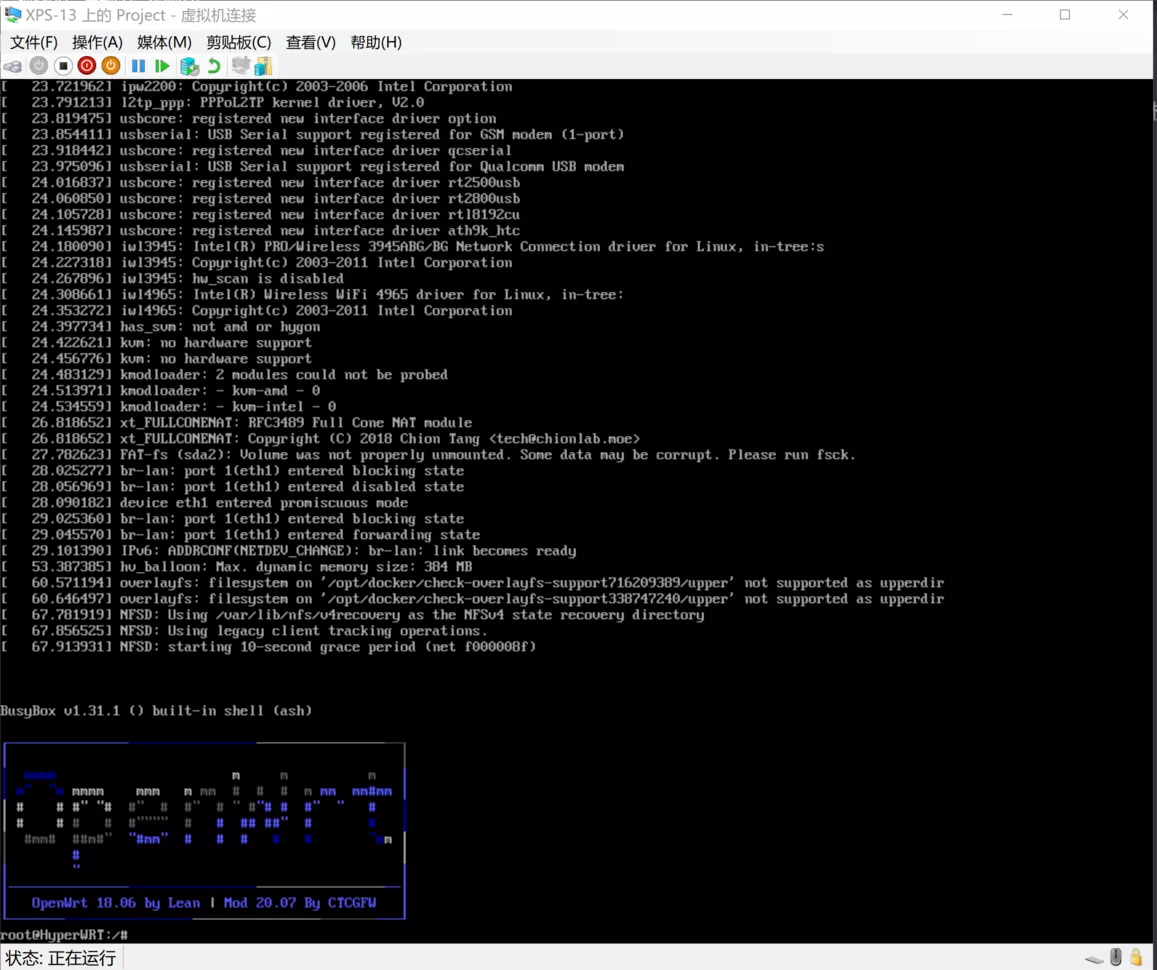 XPS-13 上的 Project - 虚拟机连接
文件(F) 操作(A) 媒体(M) 剪贴板(C) 查看(V) 帮助(H)
[   23.721962] ipw2200: Copyright(c) 2003-2006 Intel Corporation
[   23.791213] l2tp_ppp: PPPoL2TP kernel driver, V2.0
[   23.819475] usbcore: registered new interface driver option
[   23.854411] usbserial: USB Serial support registered for GSM modem (1-port)
[   23.918442] usbcore: registered new interface driver qcserial
[   23.975096] usbserial: USB Serial support registered for Qualcomm USB modem
[   24.016837] usbcore: registered new interface driver rt2500usb
[   24.060850] usbcore: registered new interface driver rt2800usb
[   24.105728] usbcore: registered new interface driver rtl8192cu
[   24.145987] usbcore: registered new interface driver ath9k_htc
[   24.180090] iwl3945: Intel(R) PRO/Wireless 3945ABG/BG Network Connection driver for Linux, in-tree:s
[   24.227318] iwl3945: Copyright(c) 2003-2011 Intel Corporation
[   24.267896] iwl3945: hw_scan is disabled
[   24.308661] iwl4965: Intel(R) Wireless WiFi 4965 driver for Linux, in-tree:
[   24.353272] iwl4965: Copyright(c) 2003-2011 Intel Corporation
[   24.397734] has_svm: not amd or hygon
[   24.422621] kvm: no hardware support
[   24.456776] kvm: no hardware support
[   24.483129] kmodloader: 2 modules could not be probed
[   24.513971] kmodloader: - kvm-amd - 0
[   24.534559] kmodloader: - kvm-intel - 0
[   26.818652] xt_FULLCONENAT: RFC3489 Full Cone NAT module
[   26.818652] xt_FULLCONENAT: Copyright (C) 2018 Chion Tang <tech@chionlab.moe>
[   27.782623] FAT-fs (sda2): Volume was not properly unmounted. Some data may be corrupt. Please run fsck.
[   28.025277] br-lan: port 1(eth1) entered blocking state
[   28.056969] br-lan: port 1(eth1) entered disabled state
[   28.090182] device eth1 entered promiscuous mode
[   29.025360] br-lan: port 1(eth1) entered blocking state
[   29.045570] br-lan: port 1(eth1) entered forwarding state
[   29.101390] IPv6: ADDRCONF(NETDEV_CHANGE): br-lan: link becomes ready
[   53.387385] hv_balloon: Max. dynamic memory size: 384 MB
[   60.571194] overlayfs: filesystem on '/opt/docker/check-overlayfs-support716209389/upper' not supported as upperdir
[   60.646497] overlayfs: filesystem on '/opt/docker/check-overlayfs-support338747240/upper' not supported as upperdir
[   67.781919] NFSD: Using /var/lib/nfs/v4recovery as the NFSv4 state recovery directory
[   67.856525] NFSD: Using legacy client tracking operations.
[   67.913931] NFSD: starting 10-second grace period (net f000008f)
BusyBox v1.31.1 () built-in shell (ash)
OpenWrt
OpenWrt 18.06 by Lean | Mod 20.07 By CTCGFW
root@HyperWRT:/#
状态: 正在运行